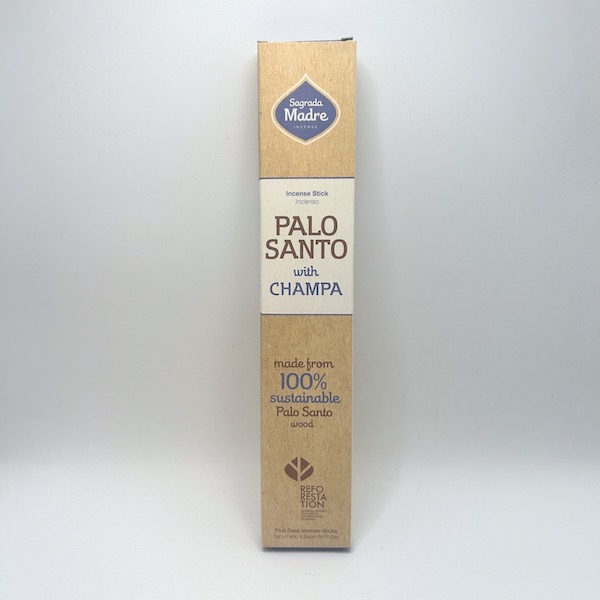 Sagrada
Madre
INCENSE
Incense Stick
Incienso
PALO
SANTO
with
CHAMPA
made from
100%
sustainable
Palo Santo
wood
REFO
RESTA
TION
Fruit Base Incense Sticks
Sahumerio a Base de Frutas